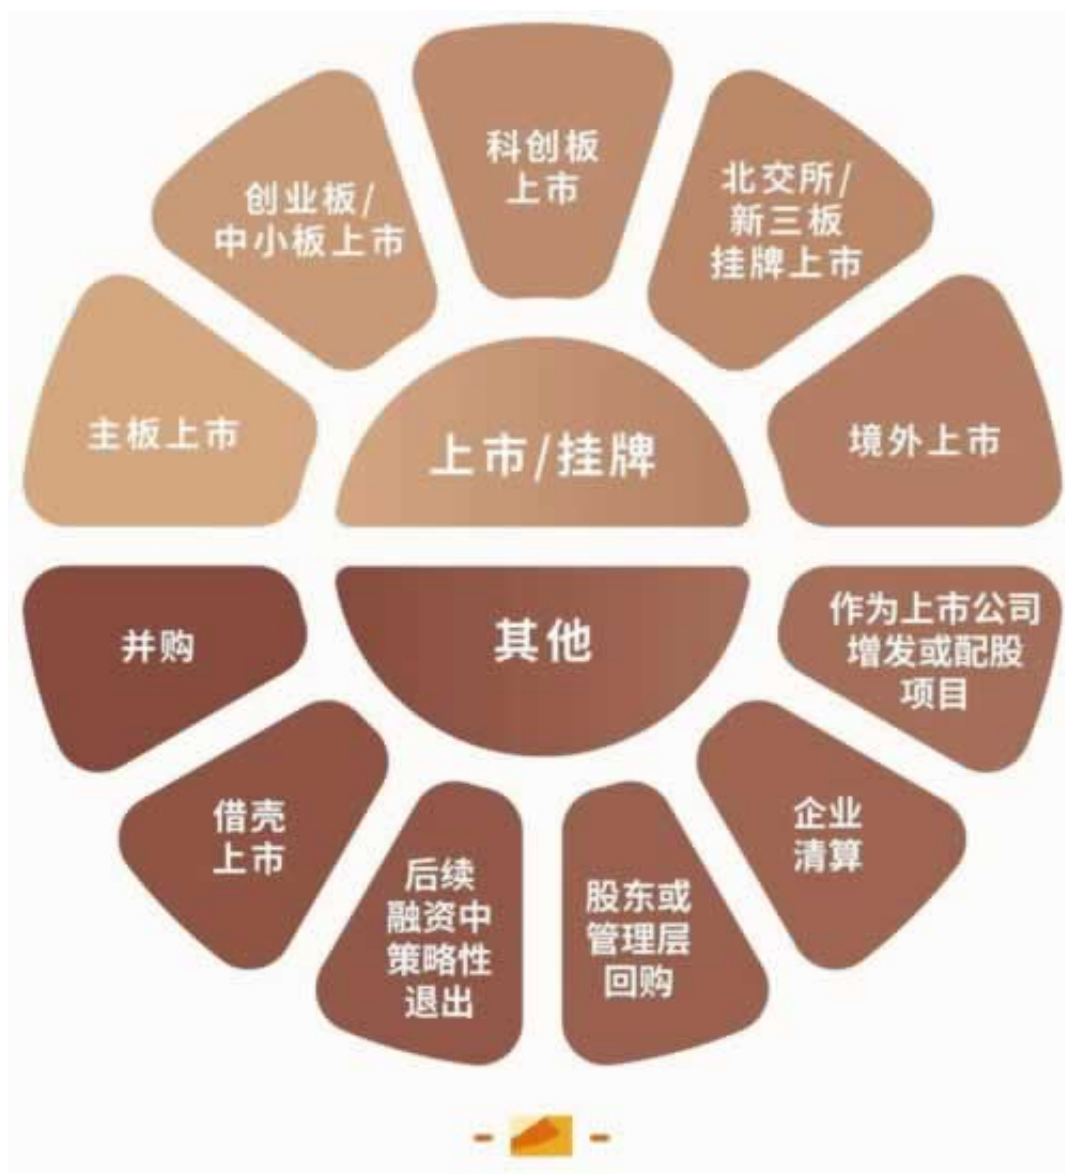 科创板
上市
创业板/
中小板上市
北交所/
新三板
挂牌上市
主板上市
上市/挂牌
境外上市
并购
其他
作为上市公司
增发或配股
项目
借壳
上市
企业
清算
后续
融资中
策略性
退出
股东或
管理层
回购